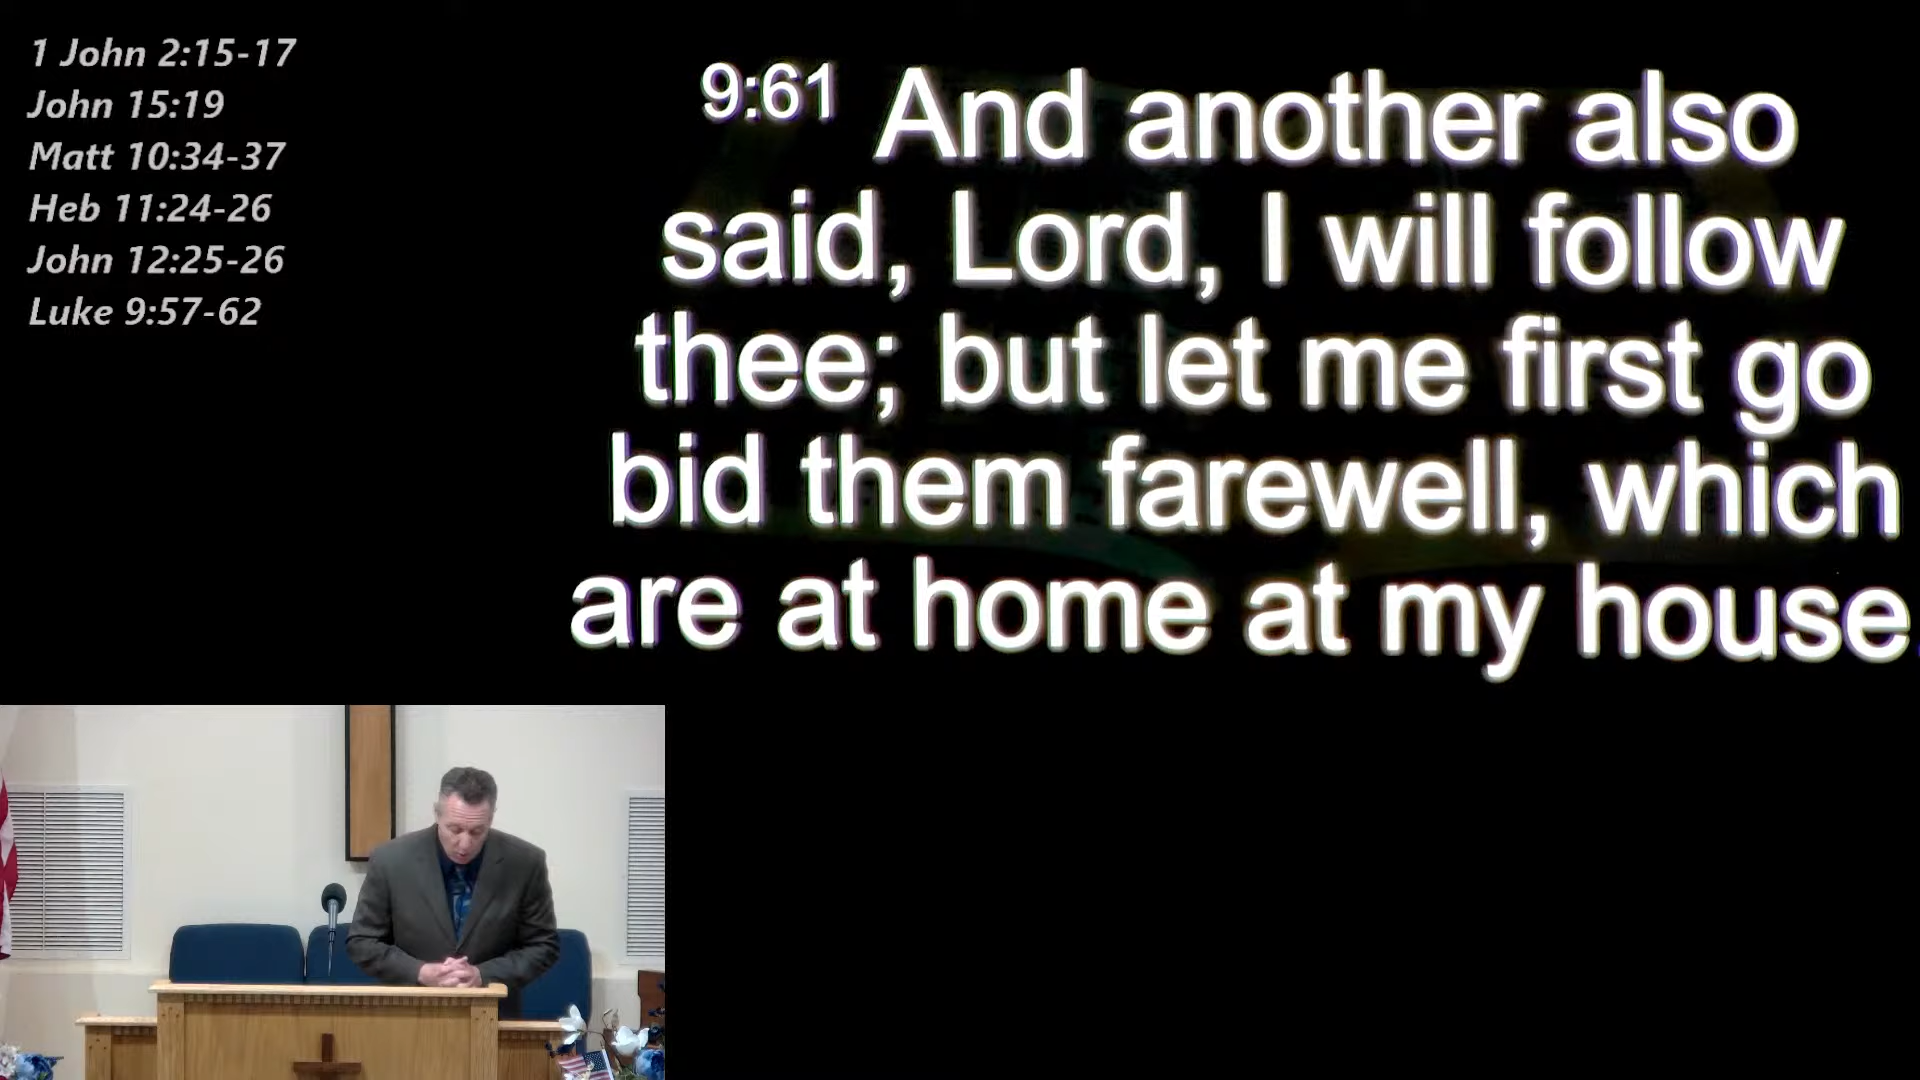 1 John 2:15-17
John 15:19
Matt 10:34-37
Heb 11:24-26
John 12:25-26
Luke 9:57-62
9:61 And another also
said, Lord, I will follow
thee; but let me first go
bid them farewell, which
are at home at my house.